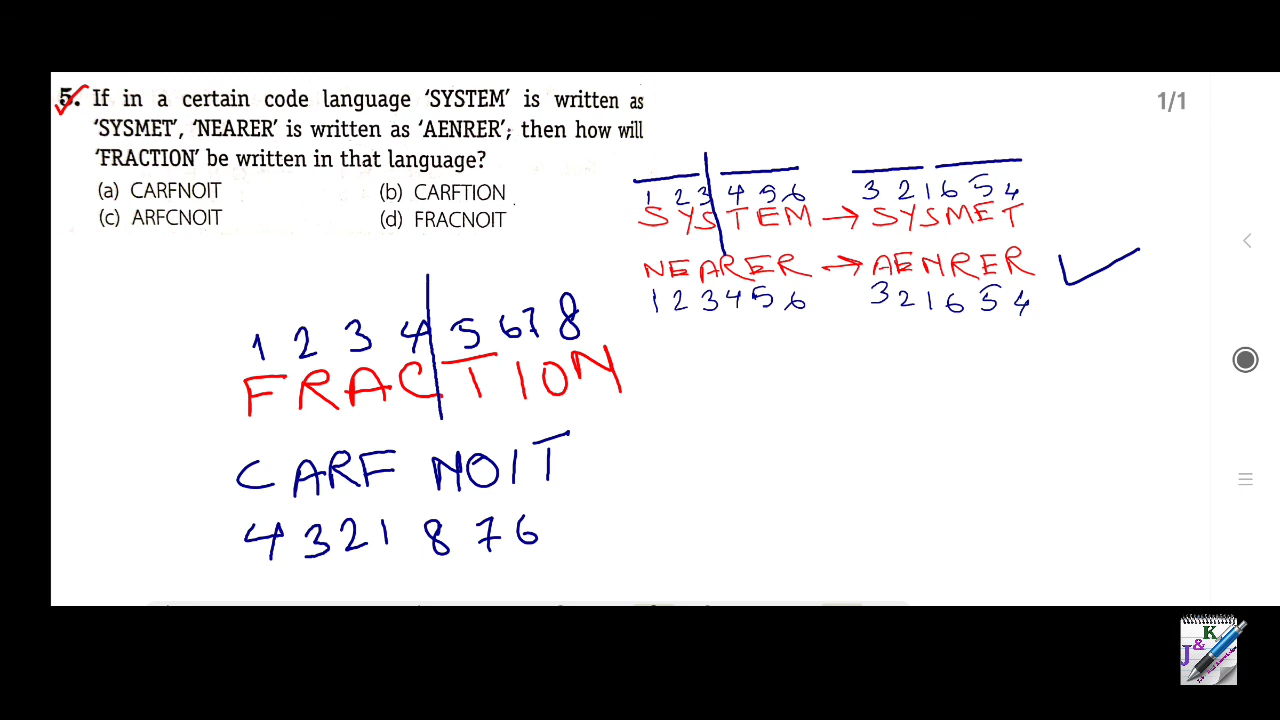 1/1
5. If in a certain code language 'SYSTEM' is written as
'SYSMET', 'NEARER' is written as 'AENRER'; then how will
'FRACTION' be written in that language?
(a) CARFNOIT (b) CARFTION
(c) ARFCNOIT (d) FRACNOIT
1 2 3 4 5 6 3 2 1 6 5 4
SYSTEM → SYSMET
NEARER → AENRER
1 2 3 4 5 6 3 2 1 6 5 4
1 2 3 4 5 6 7 8
FRACTION
CARF NOIT
4 3 2 1 8 7 6
J & K